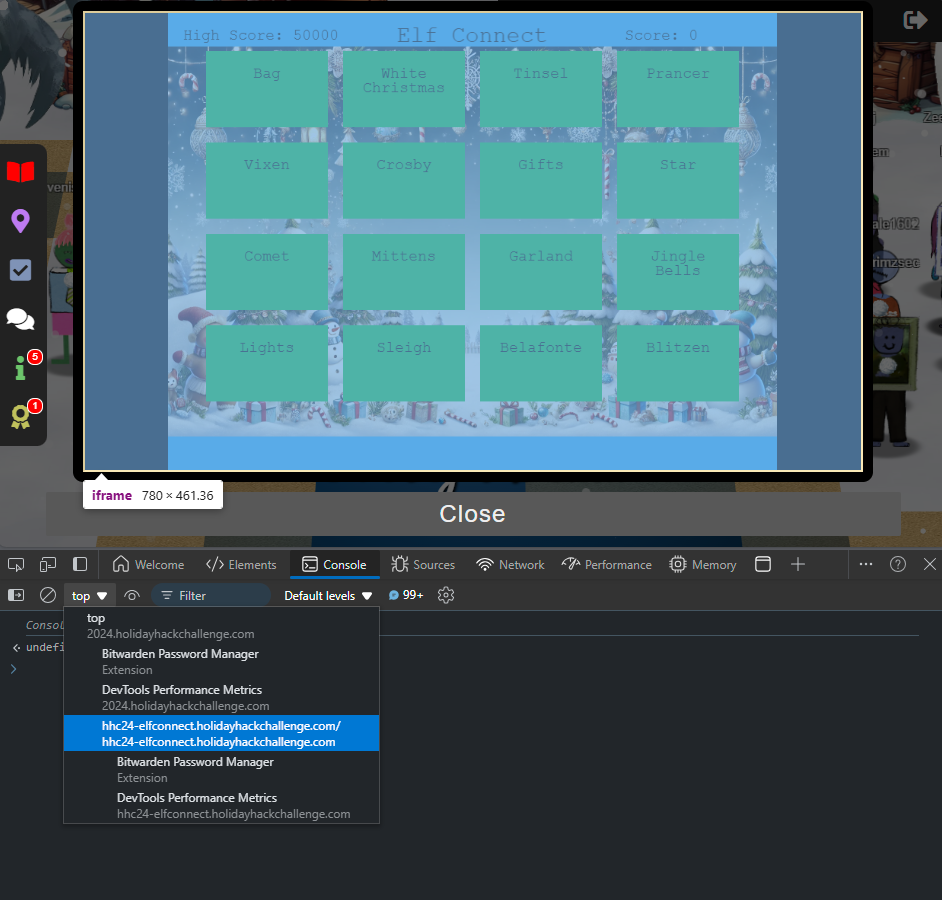 High Score: 50000 Elf Connect Score: 0
Bag White Christmas Tinsel Prancer
Vixen Crosby Gifts Star
Comet Mittens Garland Jingle Bells
Lights Sleigh Belafonte Blitzen
5
1
iframe 780 × 461.36
Close
Welcome Elements Console Sources Network Performance Memory
top Filter Default levels 99+
top
2024.holidayhackchallenge.com
Bitwarden Password Manager
Extension
DevTools Performance Metrics
2024.holidayhackchallenge.com
hhc24-elfconnect.holidayhackchallenge.com/
hhc24-elfconnect.holidayhackchallenge.com
Bitwarden Password Manager
Extension
DevTools Performance Metrics
hhc24-elfconnect.holidayhackchallenge.com